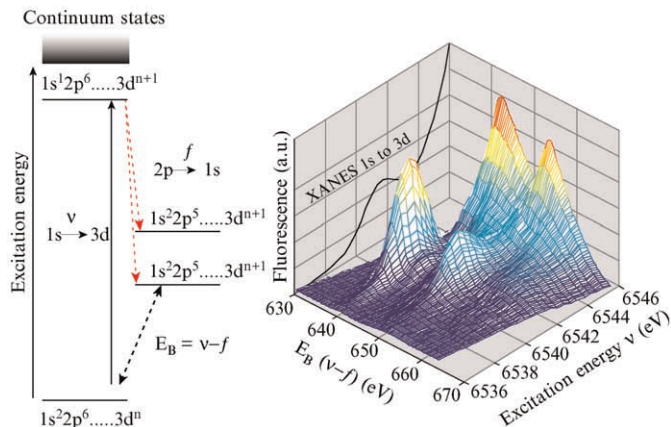 Continuum states
1s¹2p⁶.....3dⁿ⁺¹
f
2p → 1s
Excitation energy
ν
1s → 3d
1s²2p⁵.....3dⁿ⁺¹
1s²2p⁵.....3dⁿ⁺¹
E_B = ν–f
1s²2p⁶.....3dⁿ
Fluorescence (a.u.)
XANES 1s to 3d
630
640
650
660
670
E_B (ν–f) (eV)
6536
6538
6540
6542
6544
6546
Excitation energy ν (eV)